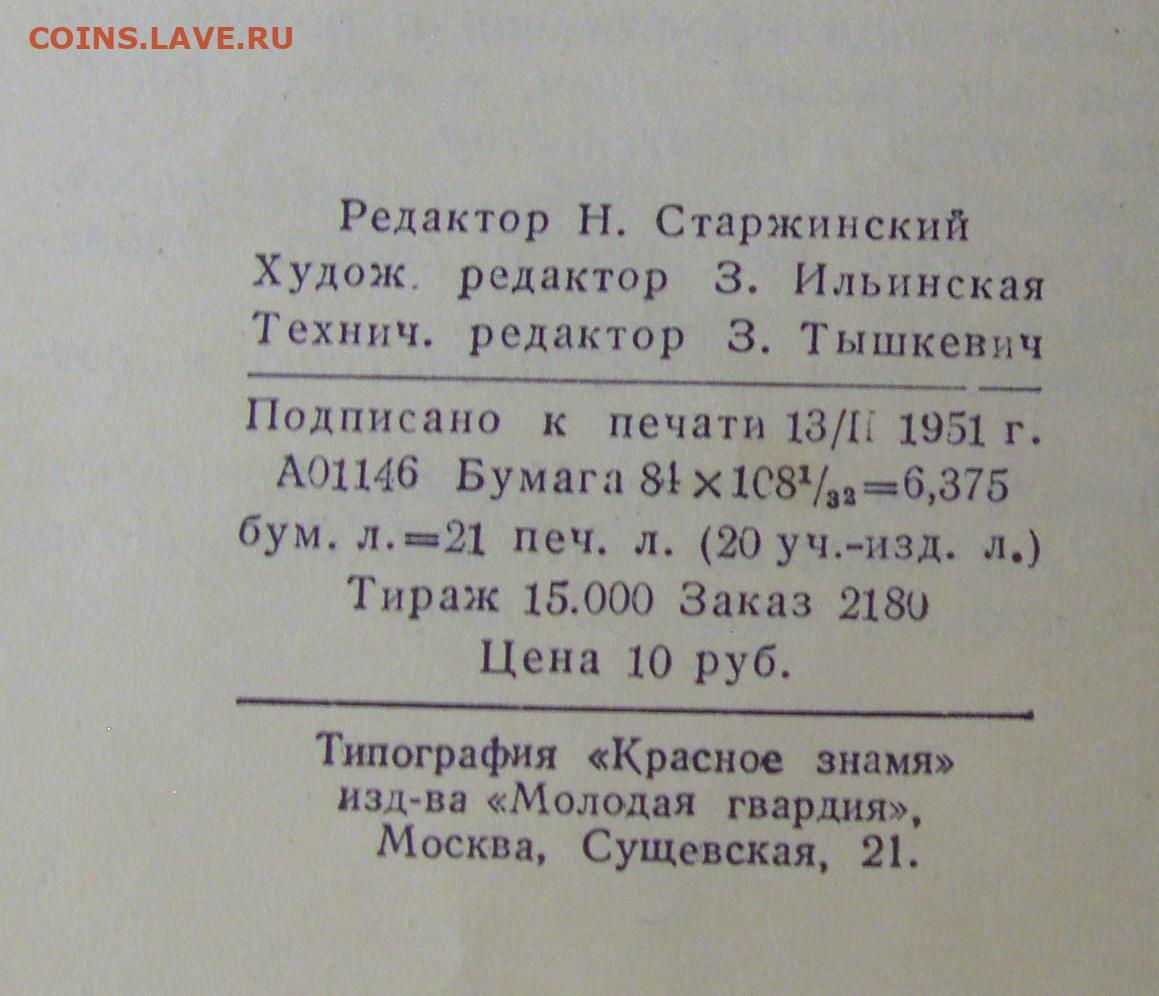 COINS.LAVE.RU
Редактор Н. Старжинский
Худож. редактор З. Ильинская
Технич. редактор З. Тышкевич
Подписано к печати 13/II 1951 г.
А01146 Бумага 84×108¹/₃₂=6,375
бум. л.=21 печ. л. (20 уч.-изд. л.)
Тираж 15.000 Заказ 2180
Цена 10 руб.
Типография «Красное знамя»
изд-ва «Молодая гвардия»,
Москва, Сущевская, 21.